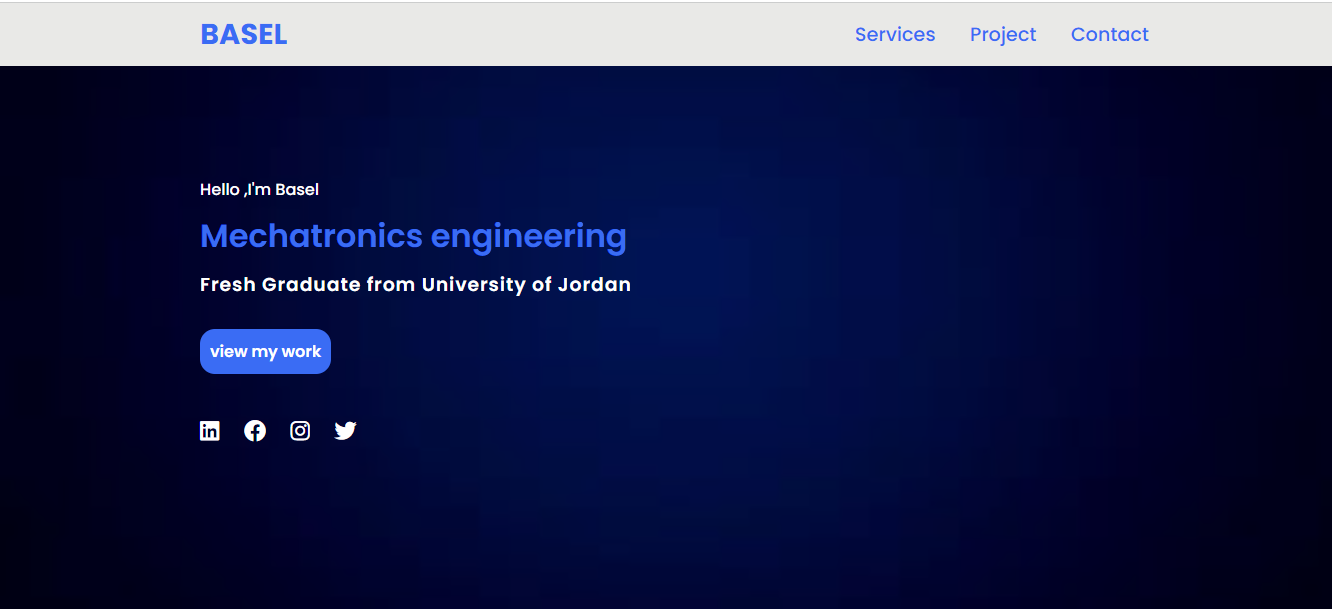 BASEL
Services Project Contact
Hello ,I'm Basel
Mechatronics engineering
Fresh Graduate from University of Jordan
view my work